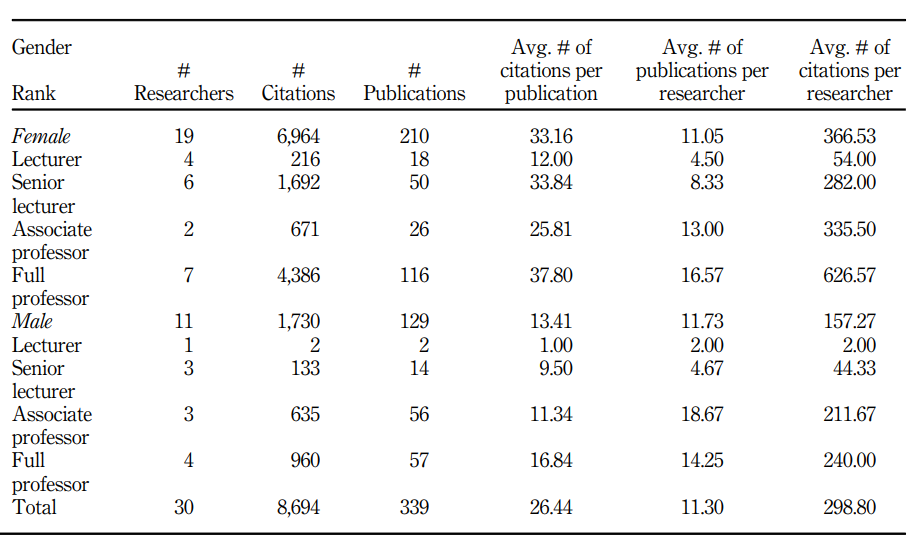 Gender Avg. # of Avg. # of Avg. # of
# # # citations per publications per citations per
Rank Researchers Citations Publications publication researcher researcher
Female 19 6,964 210 33.16 11.05 366.53
Lecturer 4 216 18 12.00 4.50 54.00
Senior 6 1,692 50 33.84 8.33 282.00
lecturer
Associate 2 671 26 25.81 13.00 335.50
professor
Full 7 4,386 116 37.80 16.57 626.57
professor
Male 11 1,730 129 13.41 11.73 157.27
Lecturer 1 2 2 1.00 2.00 2.00
Senior 3 133 14 9.50 4.67 44.33
lecturer
Associate 3 635 56 11.34 18.67 211.67
professor
Full 4 960 57 16.84 14.25 240.00
professor
Total 30 8,694 339 26.44 11.30 298.80